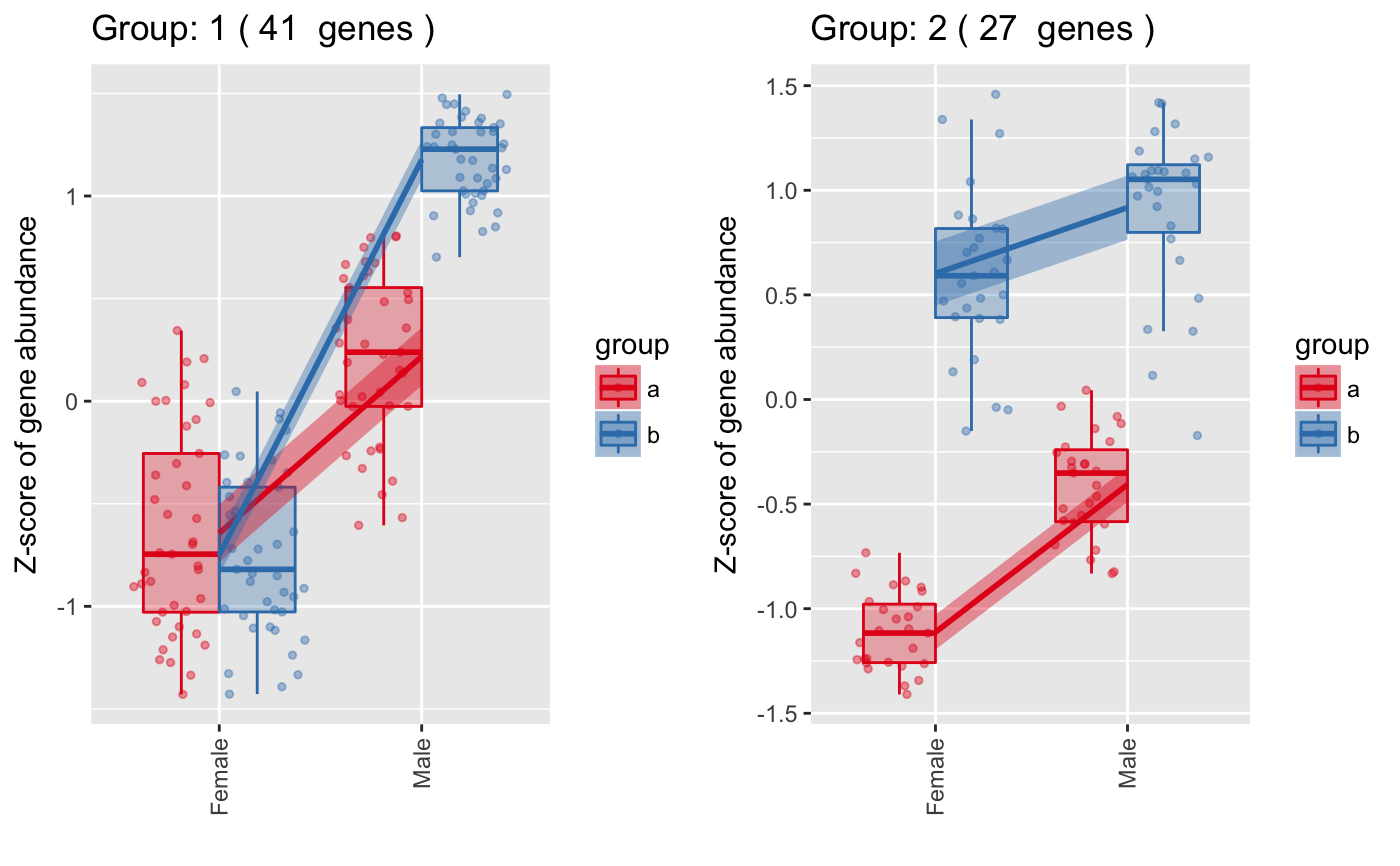 Group: 1 ( 41  genes )
Z-score of gene abundance
1
0
-1
Female
Male
group
a
b
Group: 2 ( 27  genes )
Z-score of gene abundance
1.5
1.0
0.5
0.0
-0.5
-1.0
-1.5
Female
Male
group
a
b